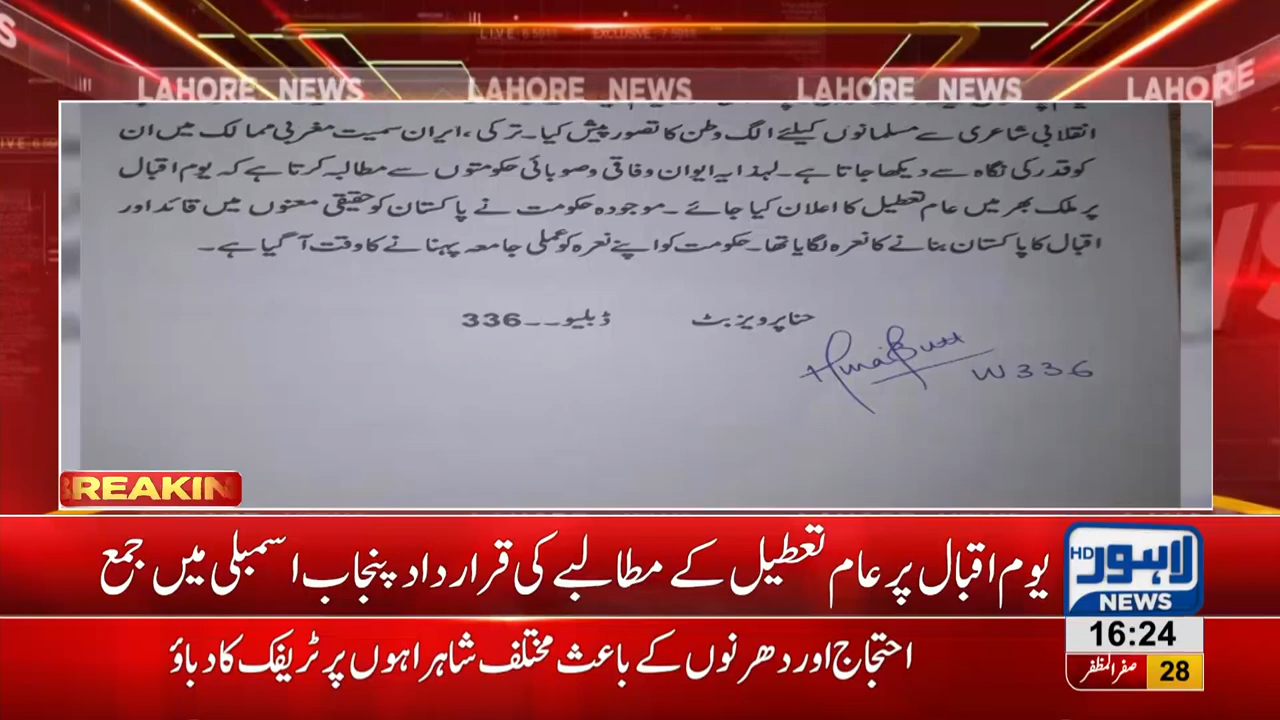 LIVE
EXCLUSIVE
LAHORE NEWS LAHORE NEWS LAHORE NEWS LAHORE
انقلابی شاعری سے مسلمانوں کیلئے الگ وطن کا تصور پیش کیا۔ ترکی، ایران سمیت مغربی ممالک میں ان
کو قدر کی نگاہ سے دیکھا جاتا ہے۔ لہذا یہ ایوان وفاقی وصوبائی حکومتوں سے مطالبہ کرتا ہے کہ یوم اقبال
پر ملک بھر میں عام تعطیل کا اعلان کیا جائے۔ موجودہ حکومت نے پاکستان کو حقیقی معنوں میں قائد اور
اقبال کا پاکستان بنانے کا نعرہ لگایا تھا۔ حکومت کو اپنے نعرہ کو عملی جامعہ پہنانے کا وقت آ گیا ہے۔
حنا پرویز بٹ ڈبلیو۔۔336
Hina Butt
W336
BREAKIN
یوم اقبال پر عام تعطیل کے مطالبے کی قرارداد پنجاب اسمبلی میں جمع
HD لاہور
NEWS
16:24
احتجاج اور دھرنوں کے باعث مختلف شاہراہوں پر ٹریفک کا دباؤ
28 صفر المظفر